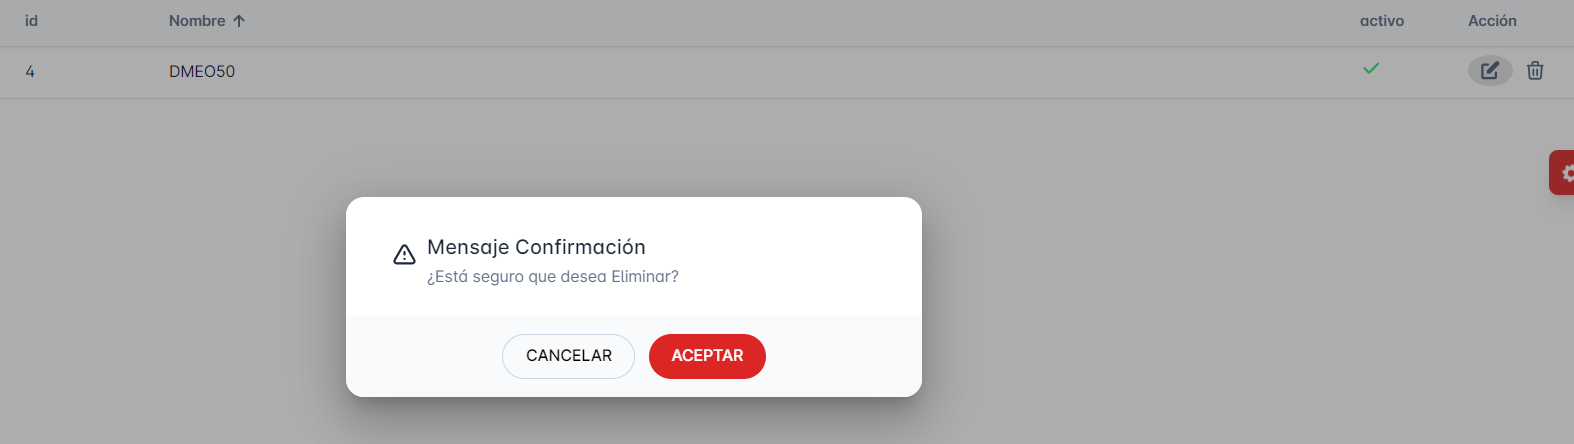 id Nombre activo Acción
4 DMEO50
Mensaje Confirmación
¿Está seguro que desea Eliminar?
CANCELAR ACEPTAR